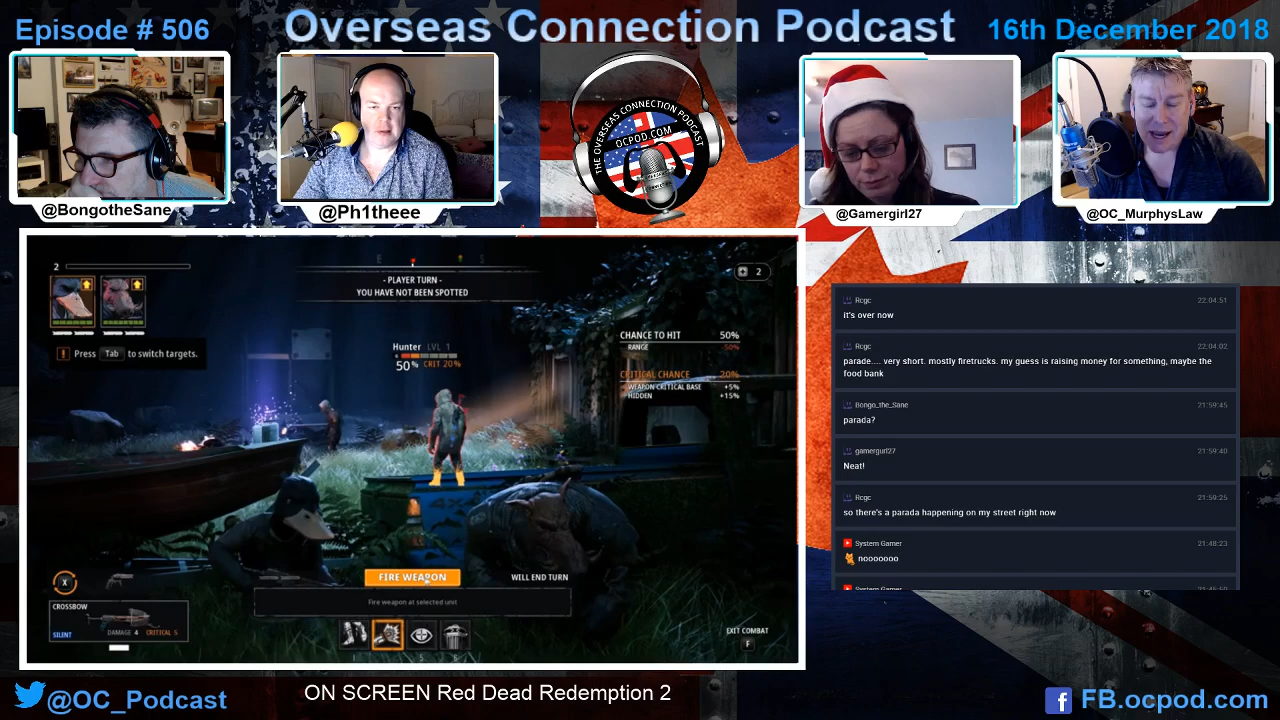 Episode # 506
Overseas Connection Podcast
16th December 2018
@BongotheSane
@Ph1theee
THE OVERSEAS CONNECTION PODCAST
OCPOD.COM
@Gamergirl27
@OC_MurphysLaw
2
E
S
- PLAYER TURN -
YOU HAVE NOT BEEN SPOTTED
2
! Press Tab to switch targets.
Hunter LVL 1
50% CRIT 20%
CHANCE TO HIT 50%
RANGE -50%
CRITICAL CHANCE 20%
WEAPON CRITICAL BASE +5%
HIDDEN +15%
X
FIRE WEAPON
WILL END TURN
Fire weapon at selected unit
CROSSBOW
SILENT
DAMAGE 4 CRITICAL 5
EXIT COMBAT
F
Rcgc 22:04:51
it's over now
Rcgc 22:04:02
parade.... very short. mostly firetrucks. my guess is raising money for something, maybe the
food bank
Bongo_the_Sane 21:59:45
parada?
gamergurl27 21:59:40
Neat!
Rcgc 21:59:25
so there's a parada happening on my street right now
System Gamer 21:48:23
nooooooo
System Gamer
@OC_Podcast
ON SCREEN Red Dead Redemption 2
FB.ocpod.com